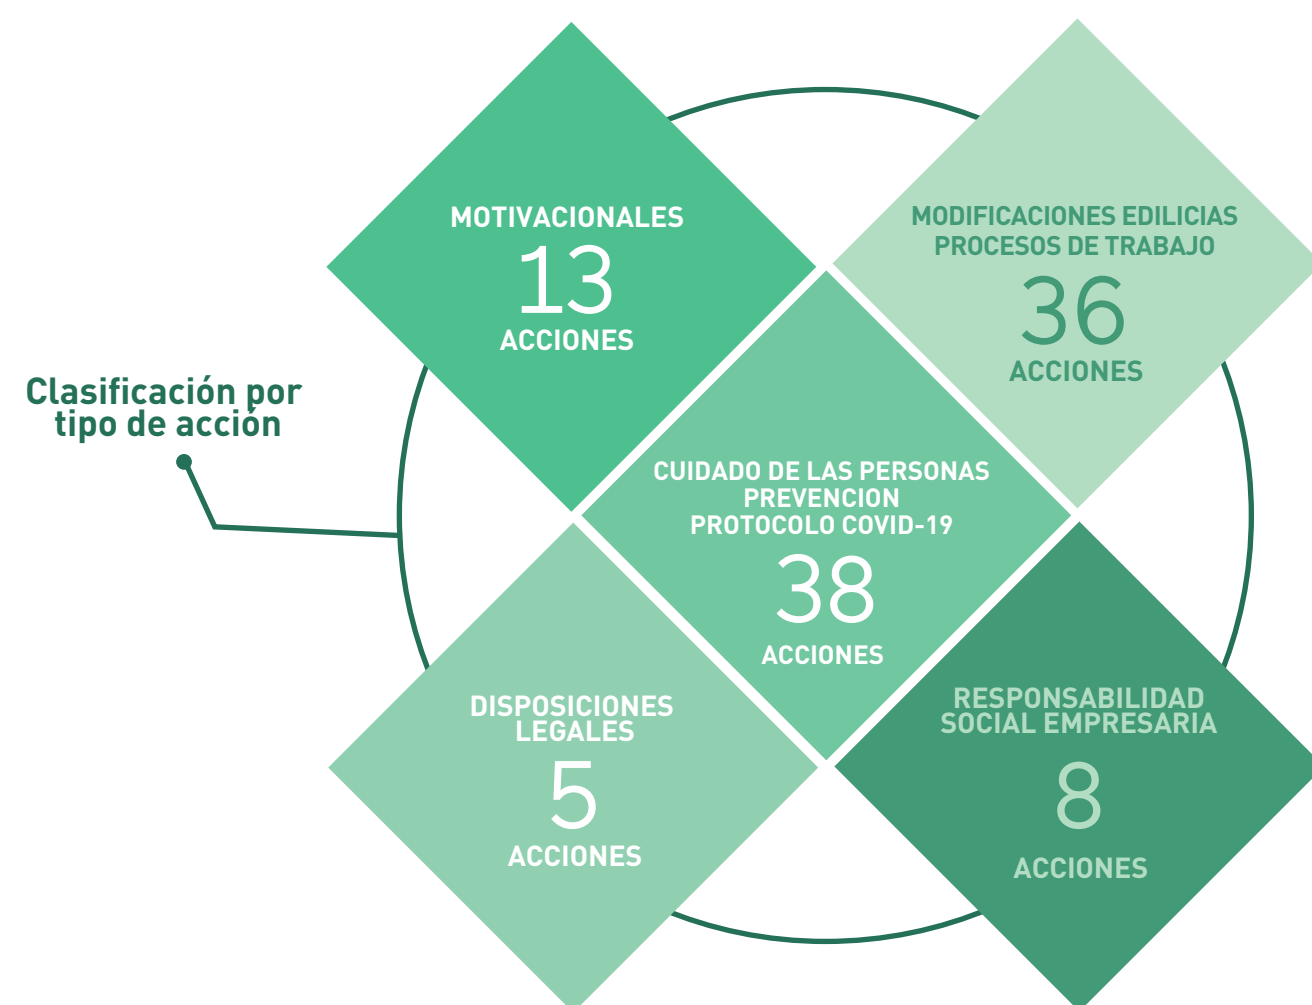 Clasificación por
tipo de acción
MOTIVACIONALES
13
ACCIONES
MODIFICACIONES EDILICIAS
PROCESOS DE TRABAJO
36
ACCIONES
CUIDADO DE LAS PERSONAS
PREVENCION
PROTOCOLO COVID-19
38
ACCIONES
DISPOSICIONES
LEGALES
5
ACCIONES
RESPONSABILIDAD
SOCIAL EMPRESARIA
8
ACCIONES